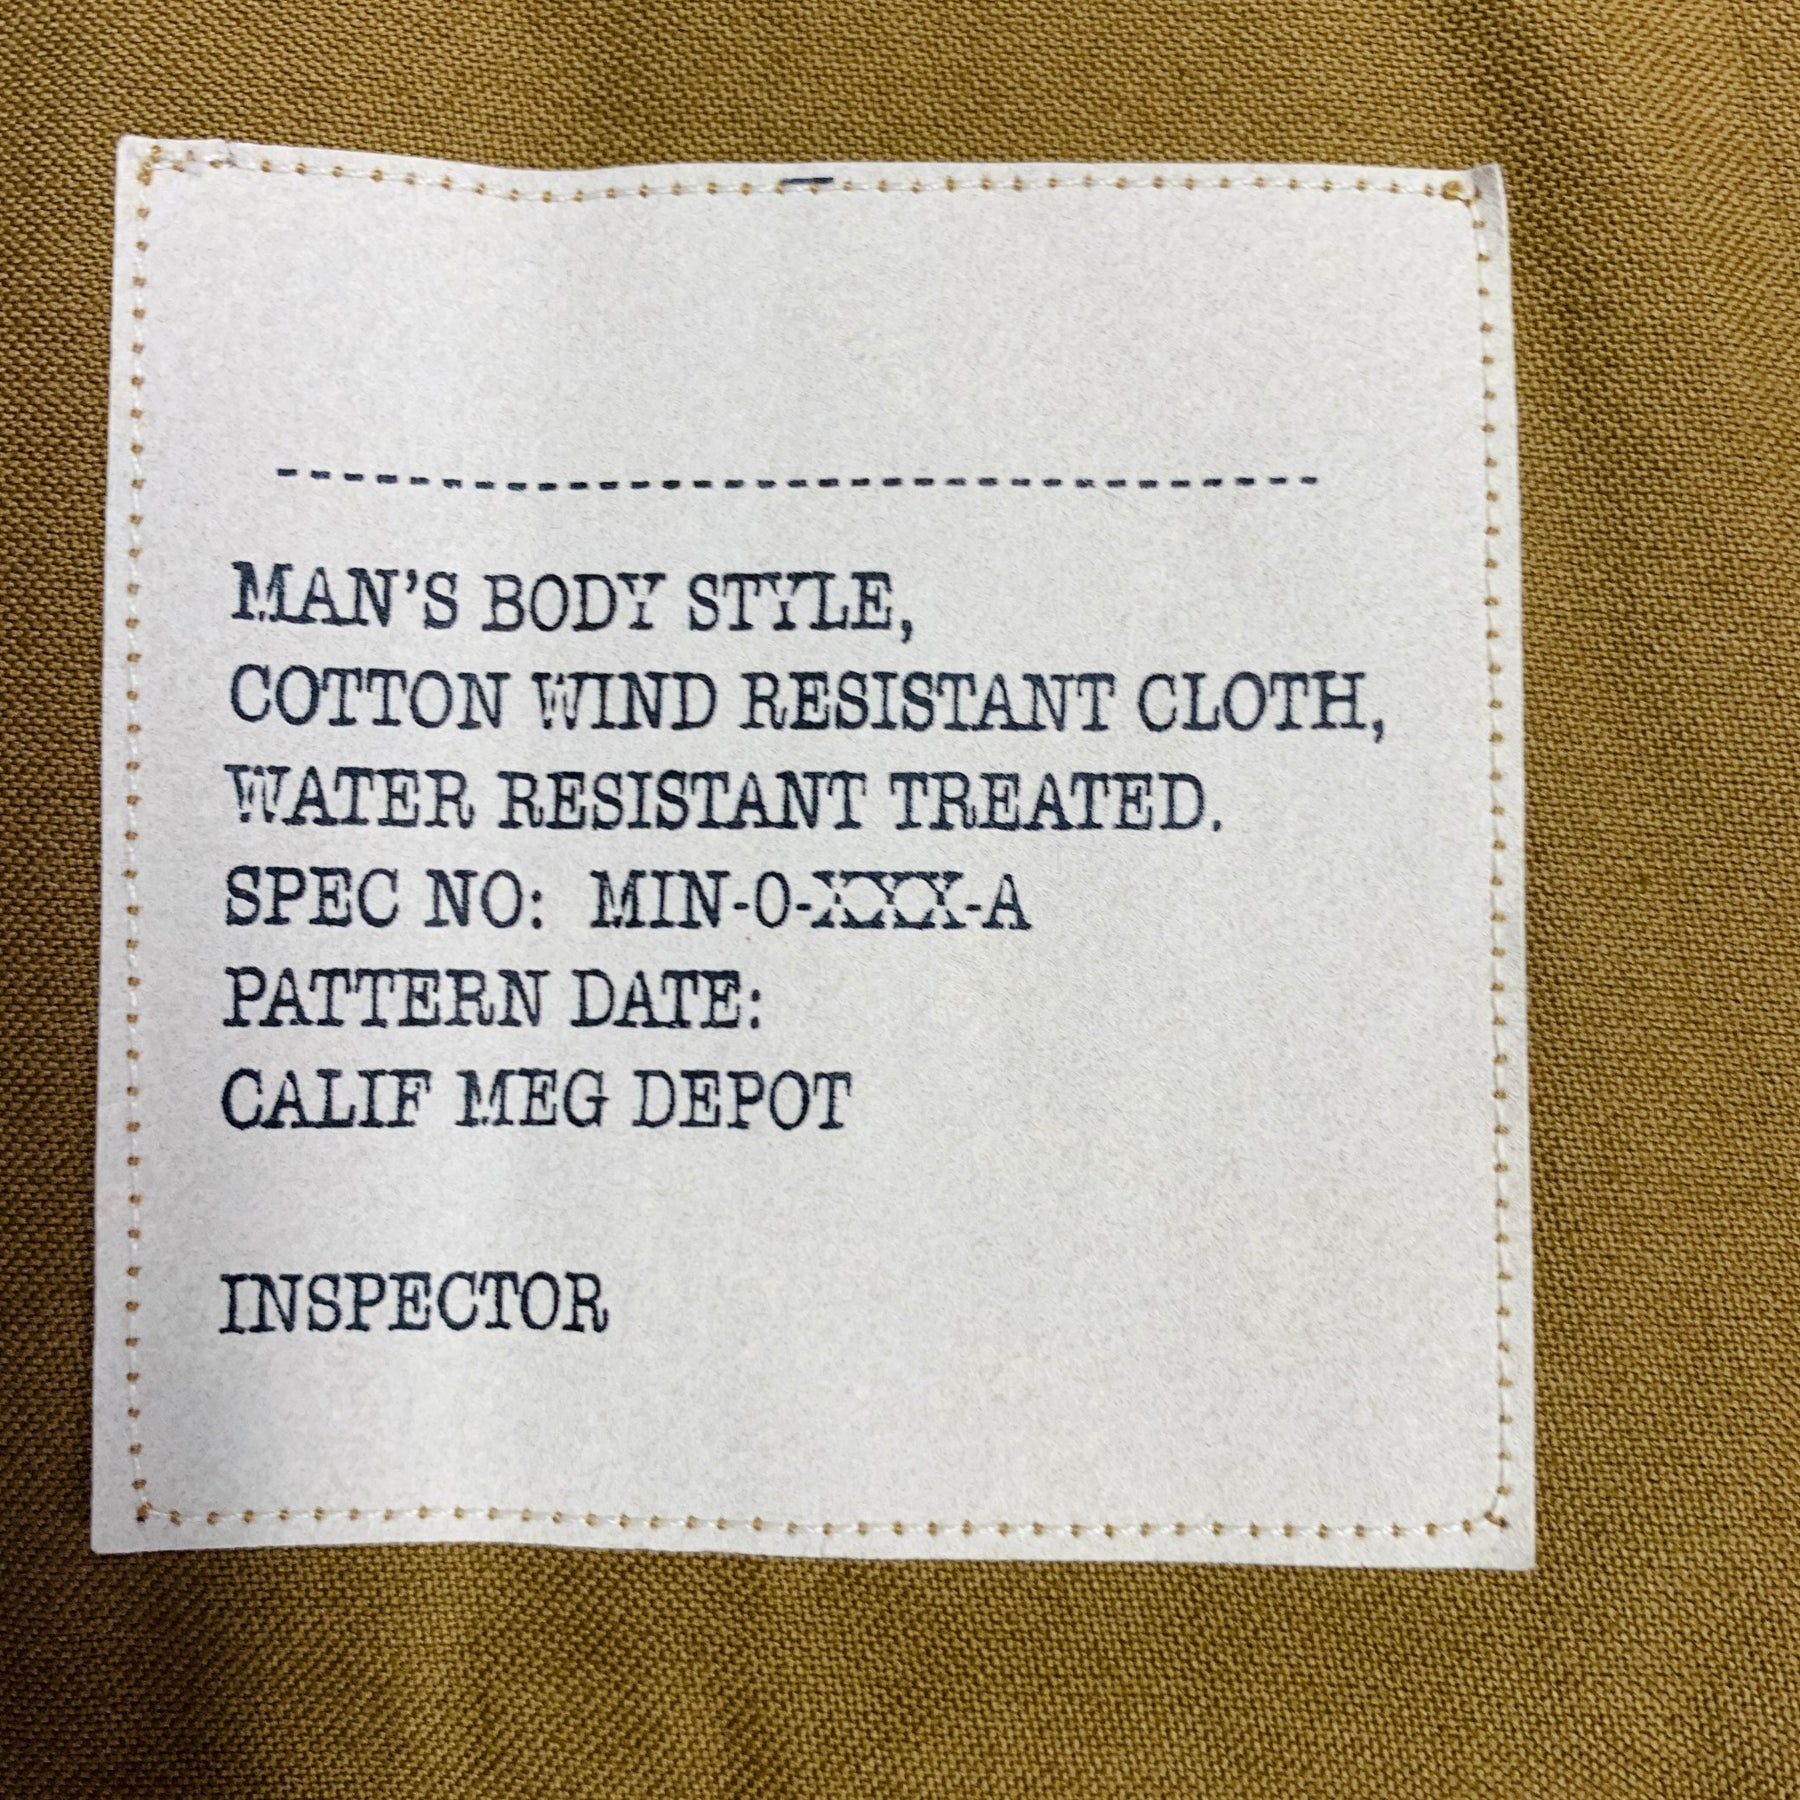 MAN'S BODY STYLE,
COTTON WIND RESISTANT CLOTH,
WATER RESISTANT TREATED.
SPEC NO: MIN-O-XXX-A
PATTERN DATE:
CALIF MEG DEPOT
INSPECTOR